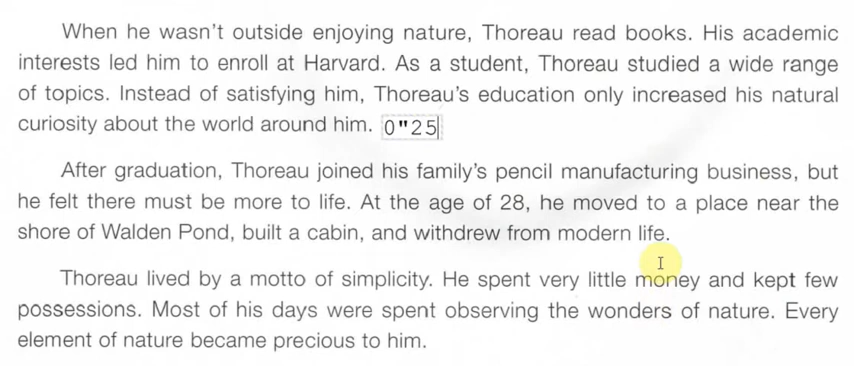 When he wasn't outside enjoying nature, Thoreau read books. His academic
interests led him to enroll at Harvard. As a student, Thoreau studied a wide range
of topics. Instead of satisfying him, Thoreau's education only increased his natural
curiosity about the world around him. 0"25
After graduation, Thoreau joined his family's pencil manufacturing business, but
he felt there must be more to life. At the age of 28, he moved to a place near the
shore of Walden Pond, built a cabin, and withdrew from modern life.
Thoreau lived by a motto of simplicity. He spent very little money and kept few
possessions. Most of his days were spent observing the wonders of nature. Every
element of nature became precious to him.